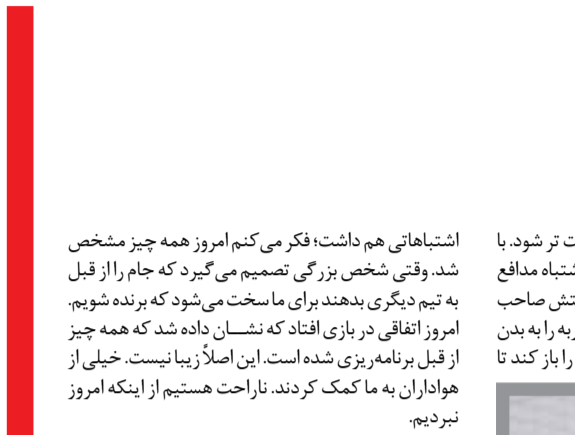 ت تر شود. با
شتباه مدافع
تش صاحب
ربه را به بدن
را باز کند تا
اشتباهاتی هم داشت؛ فکر می‌کنم امروز همه چیز مشخص
شد. وقتی شخص بزرگی تصمیم می‌گیرد که جام را از قبل
به تیم دیگری بدهند برای ما سخت می‌شود که برنده شویم.
امروز اتفاقی در بازی افتاد که نشــان داده شد که همه چیز
از قبل برنامه‌ریزی شده است. این اصلاً زیبا نیست. خیلی از
هواداران به ما کمک کردند. ناراحت هستیم از اینکه امروز
نبردیم.